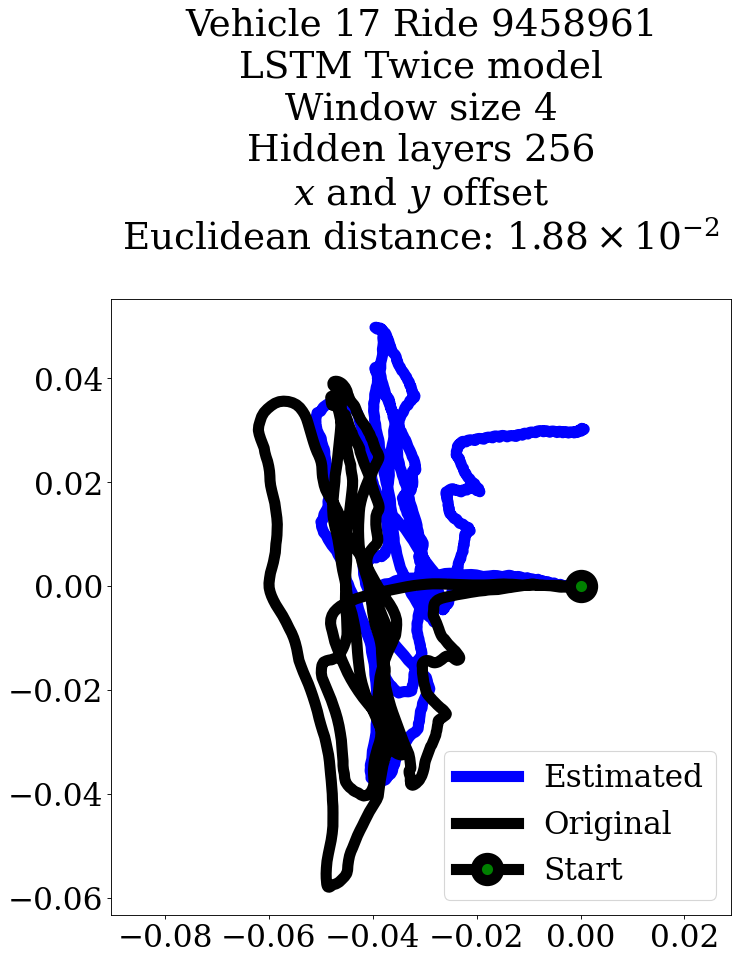 Vehicle 17 Ride 9458961
LSTM Twice model
Window size 4
Hidden layers 256
x and y offset
Euclidean distance: 1.88 × 10⁻²
0.04
0.02
0.00
−0.02
−0.04
−0.06
Estimated
Original
Start
−0.08 −0.06 −0.04 −0.02 0.00 0.02